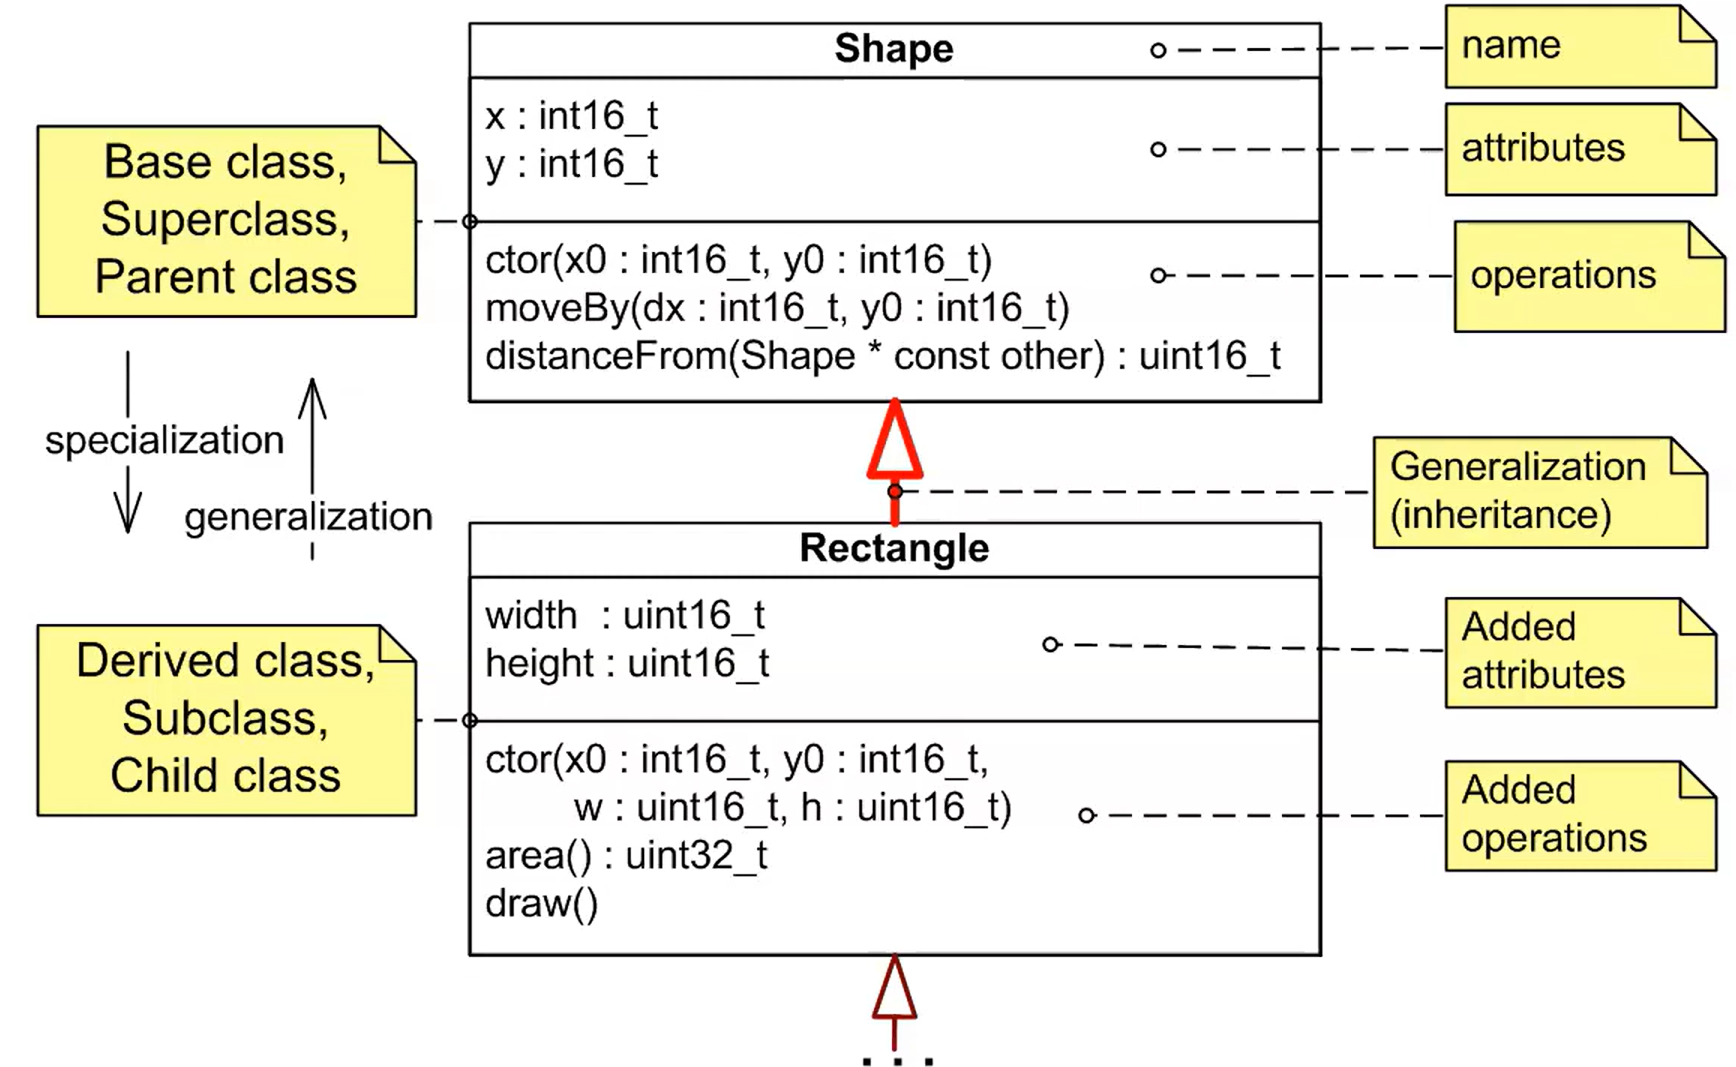 Shape
name
x : int16_t
y : int16_t
attributes
Base class,
Superclass,
Parent class
ctor(x0 : int16_t, y0 : int16_t)
moveBy(dx : int16_t, y0 : int16_t)
distanceFrom(Shape * const other) : uint16_t
operations
specialization
generalization
Generalization
(inheritance)
Rectangle
width : uint16_t
height : uint16_t
Added
attributes
Derived class,
Subclass,
Child class
ctor(x0 : int16_t, y0 : int16_t,
w : uint16_t, h : uint16_t)
area() : uint32_t
draw()
Added
operations
. . .